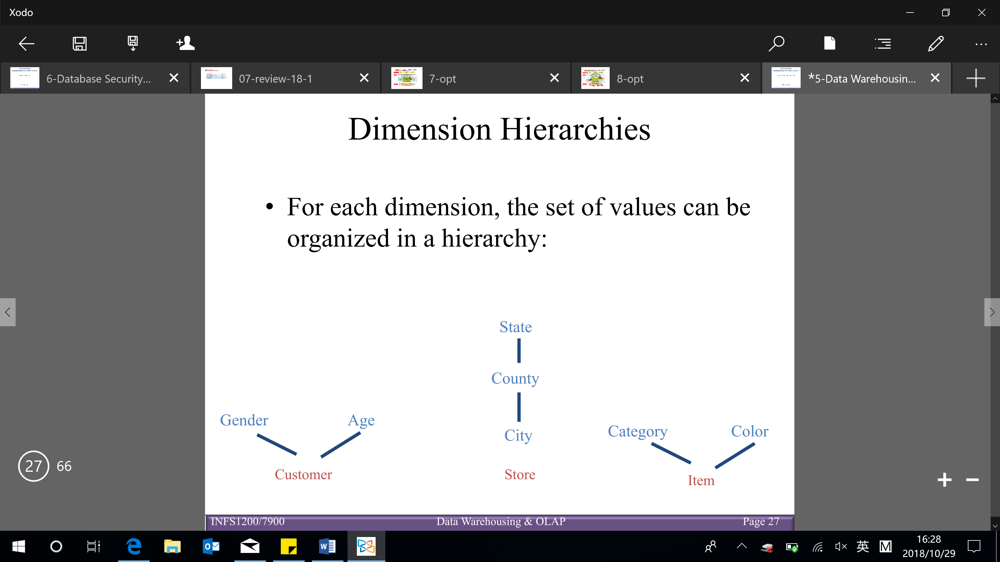 Xodo
6-Database Security...
07-review-18-1
7-opt
8-opt
*5-Data Warehousin...
Dimension Hierarchies
• For each dimension, the set of values can be
organized in a hierarchy:
State
County
Gender
Age
City
Category
Color
Customer
Store
Item
27 66
INFS1200/7900
Data Warehousing & OLAP
Page 27
英
M
16:28
2018/10/29